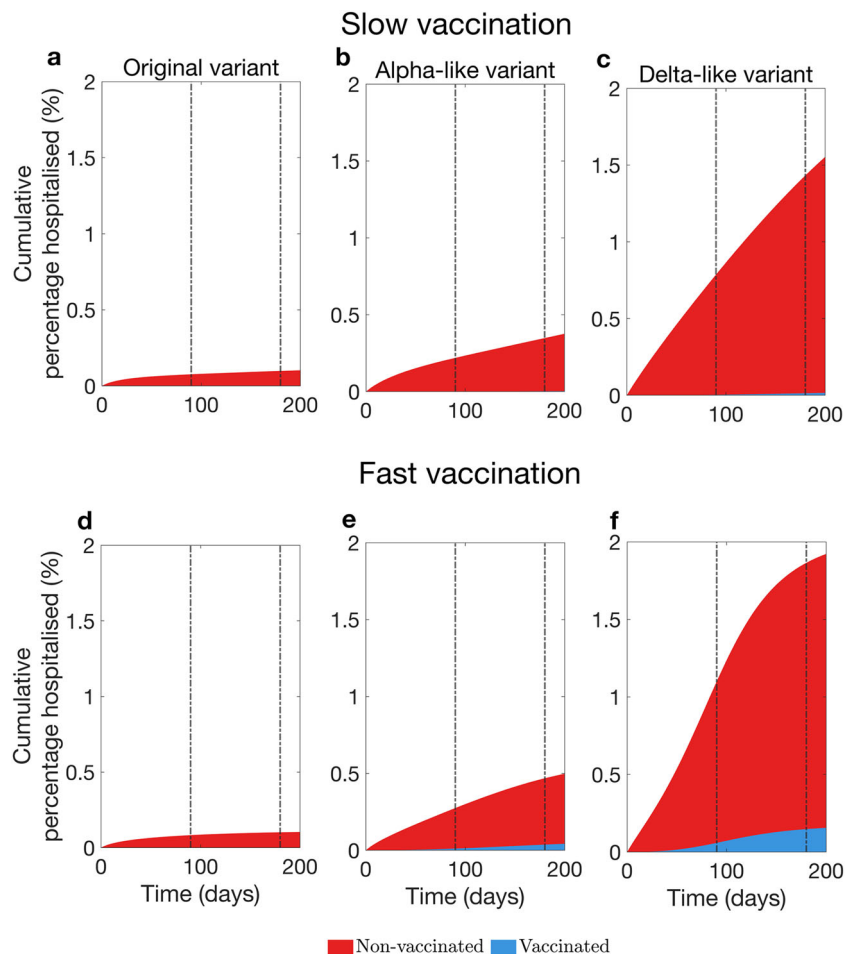 Slow vaccination
a
Original variant
b
Alpha-like variant
c
Delta-like variant
Cumulative
percentage hospitalised (%)
2
1.5
1
0.5
0
0 100 200
2
1.5
1
0.5
0
0 100 200
2
1.5
1
0.5
0
0 100 200
Fast vaccination
d
e
f
Cumulative
percentage hospitalised (%)
2
1.5
1
0.5
0
0 100 200
Time (days)
2
1.5
1
0.5
0
0 100 200
Time (days)
2
1.5
1
0.5
0
0 100 200
Time (days)
Non-vaccinated Vaccinated